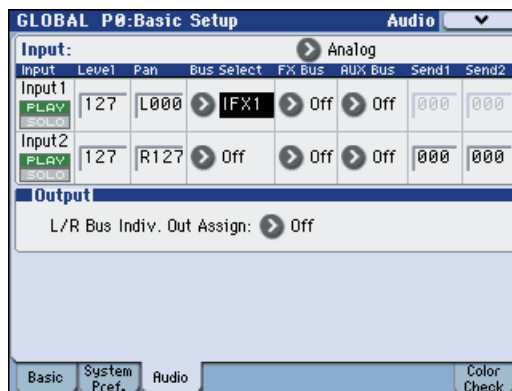 GLOBAL P0:Basic Setup Audio
Input: Analog
Input Level Pan Bus Select FX Bus AUX Bus Send1 Send2
Input1
PLAY 127 L000 IFX1 Off Off 000 000
SOLO
Input2
PLAY 127 R127 Off Off Off 000 000
SOLO
Output
L/R Bus Indiv. Out Assign: Off
Basic System Pref. Audio Color Check